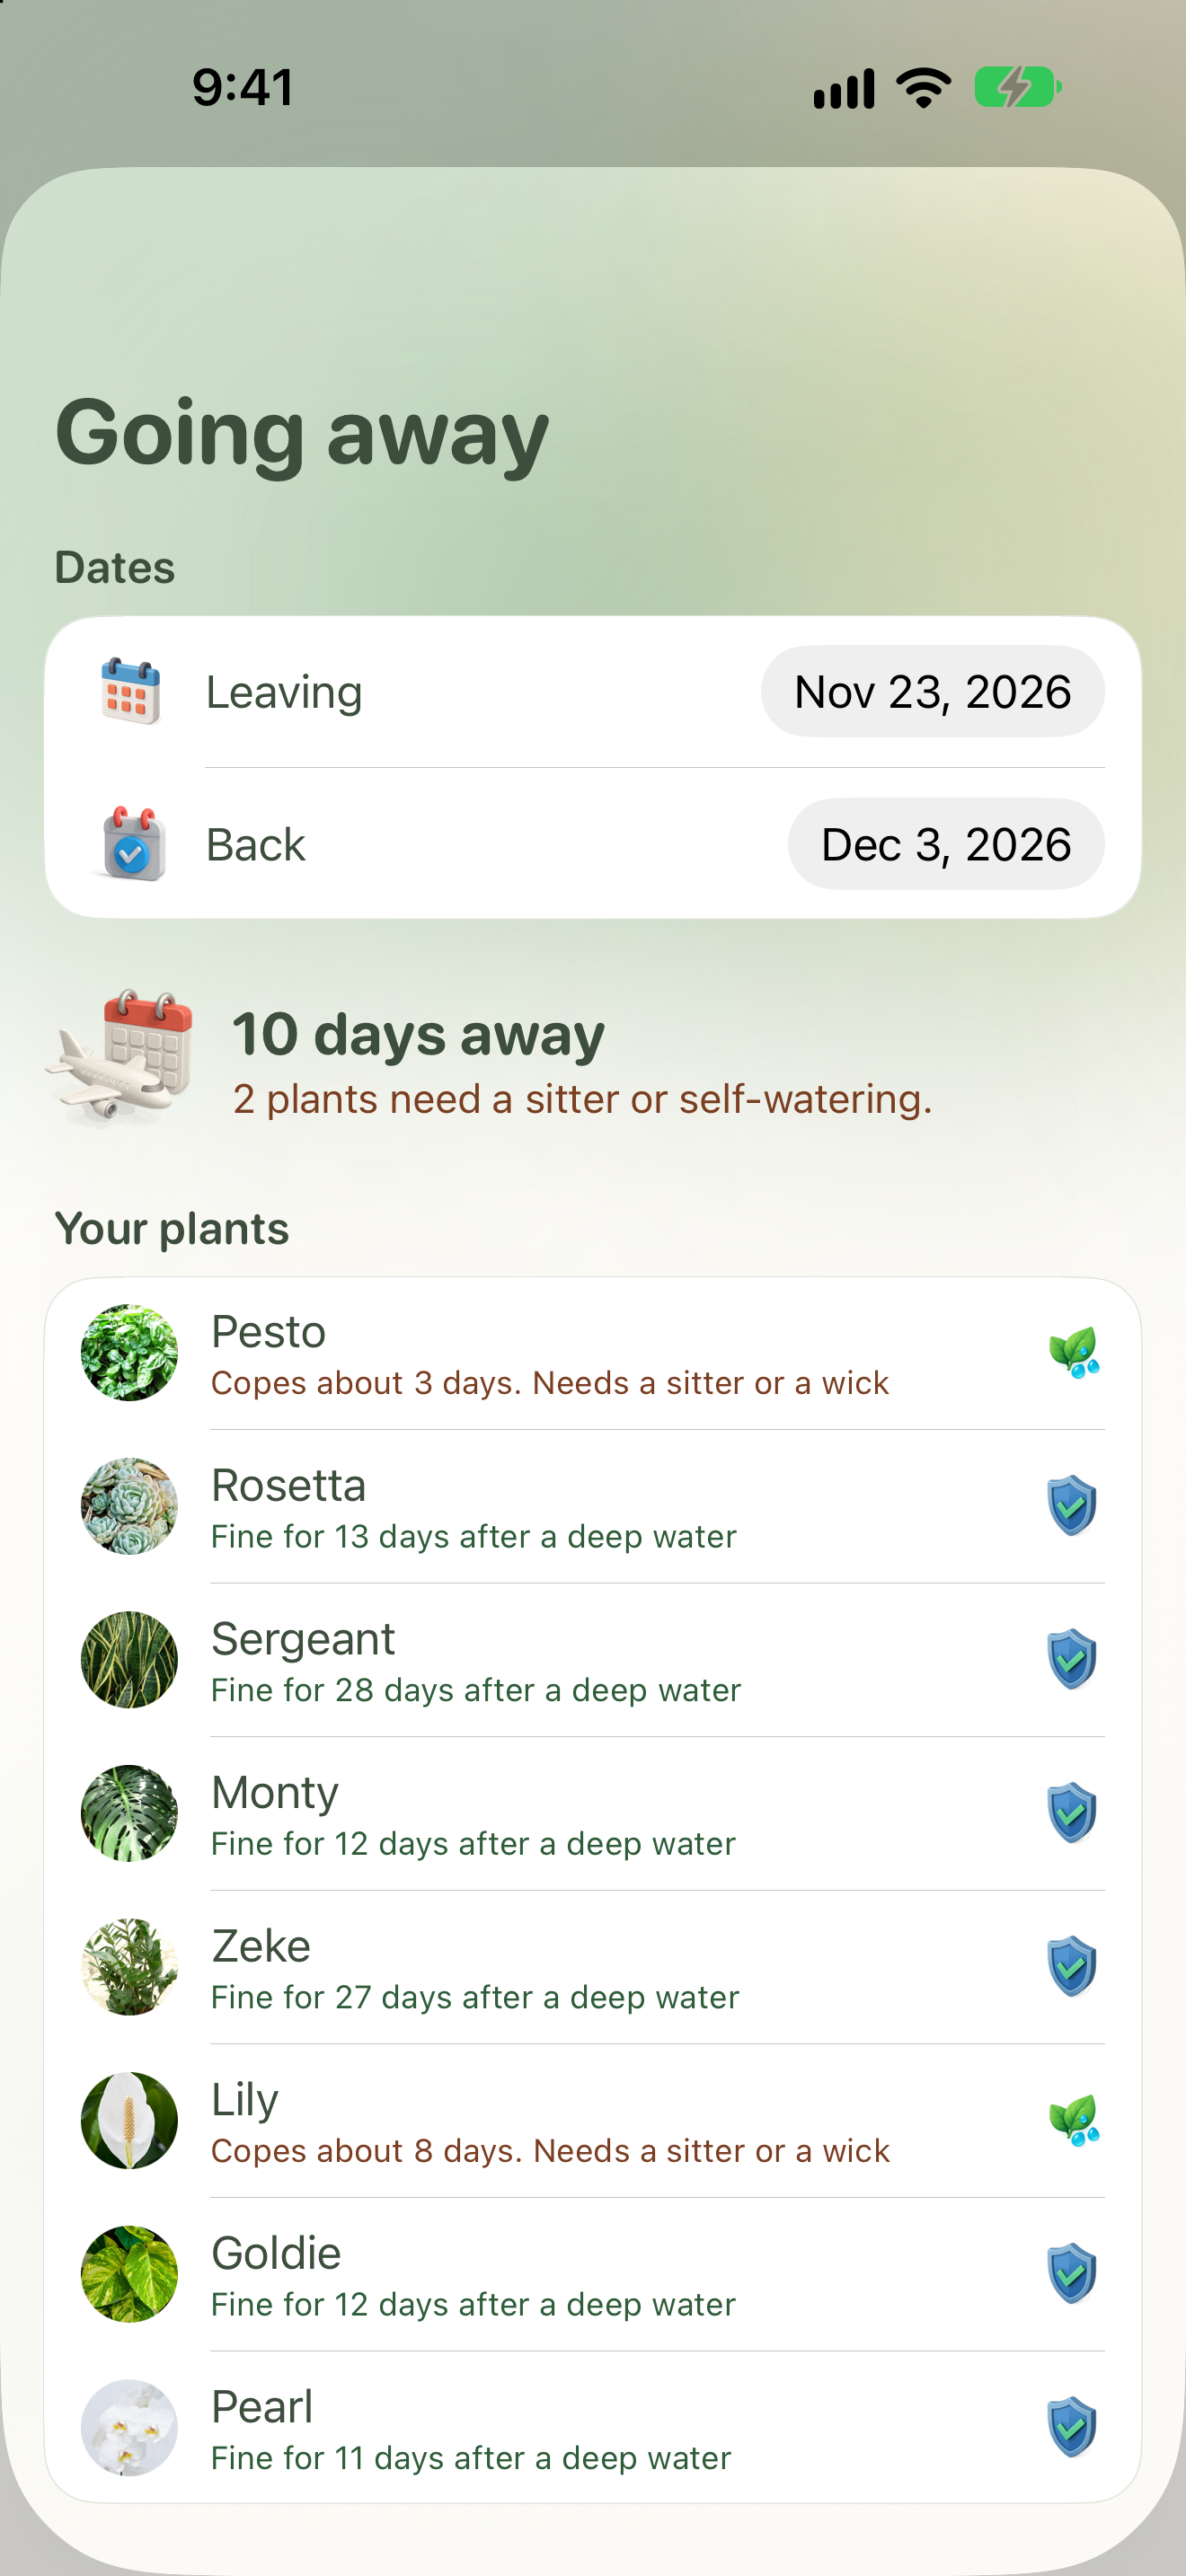 9:41
Going away
Dates
Leaving
Nov 23, 2026
Back
Dec 3, 2026
10 days away
2 plants need a sitter or self-watering.
Your plants
Pesto
Copes about 3 days. Needs a sitter or a wick
Rosetta
Fine for 13 days after a deep water
Sergeant
Fine for 28 days after a deep water
Monty
Fine for 12 days after a deep water
Zeke
Fine for 27 days after a deep water
Lily
Copes about 8 days. Needs a sitter or a wick
Goldie
Fine for 12 days after a deep water
Pearl
Fine for 11 days after a deep water